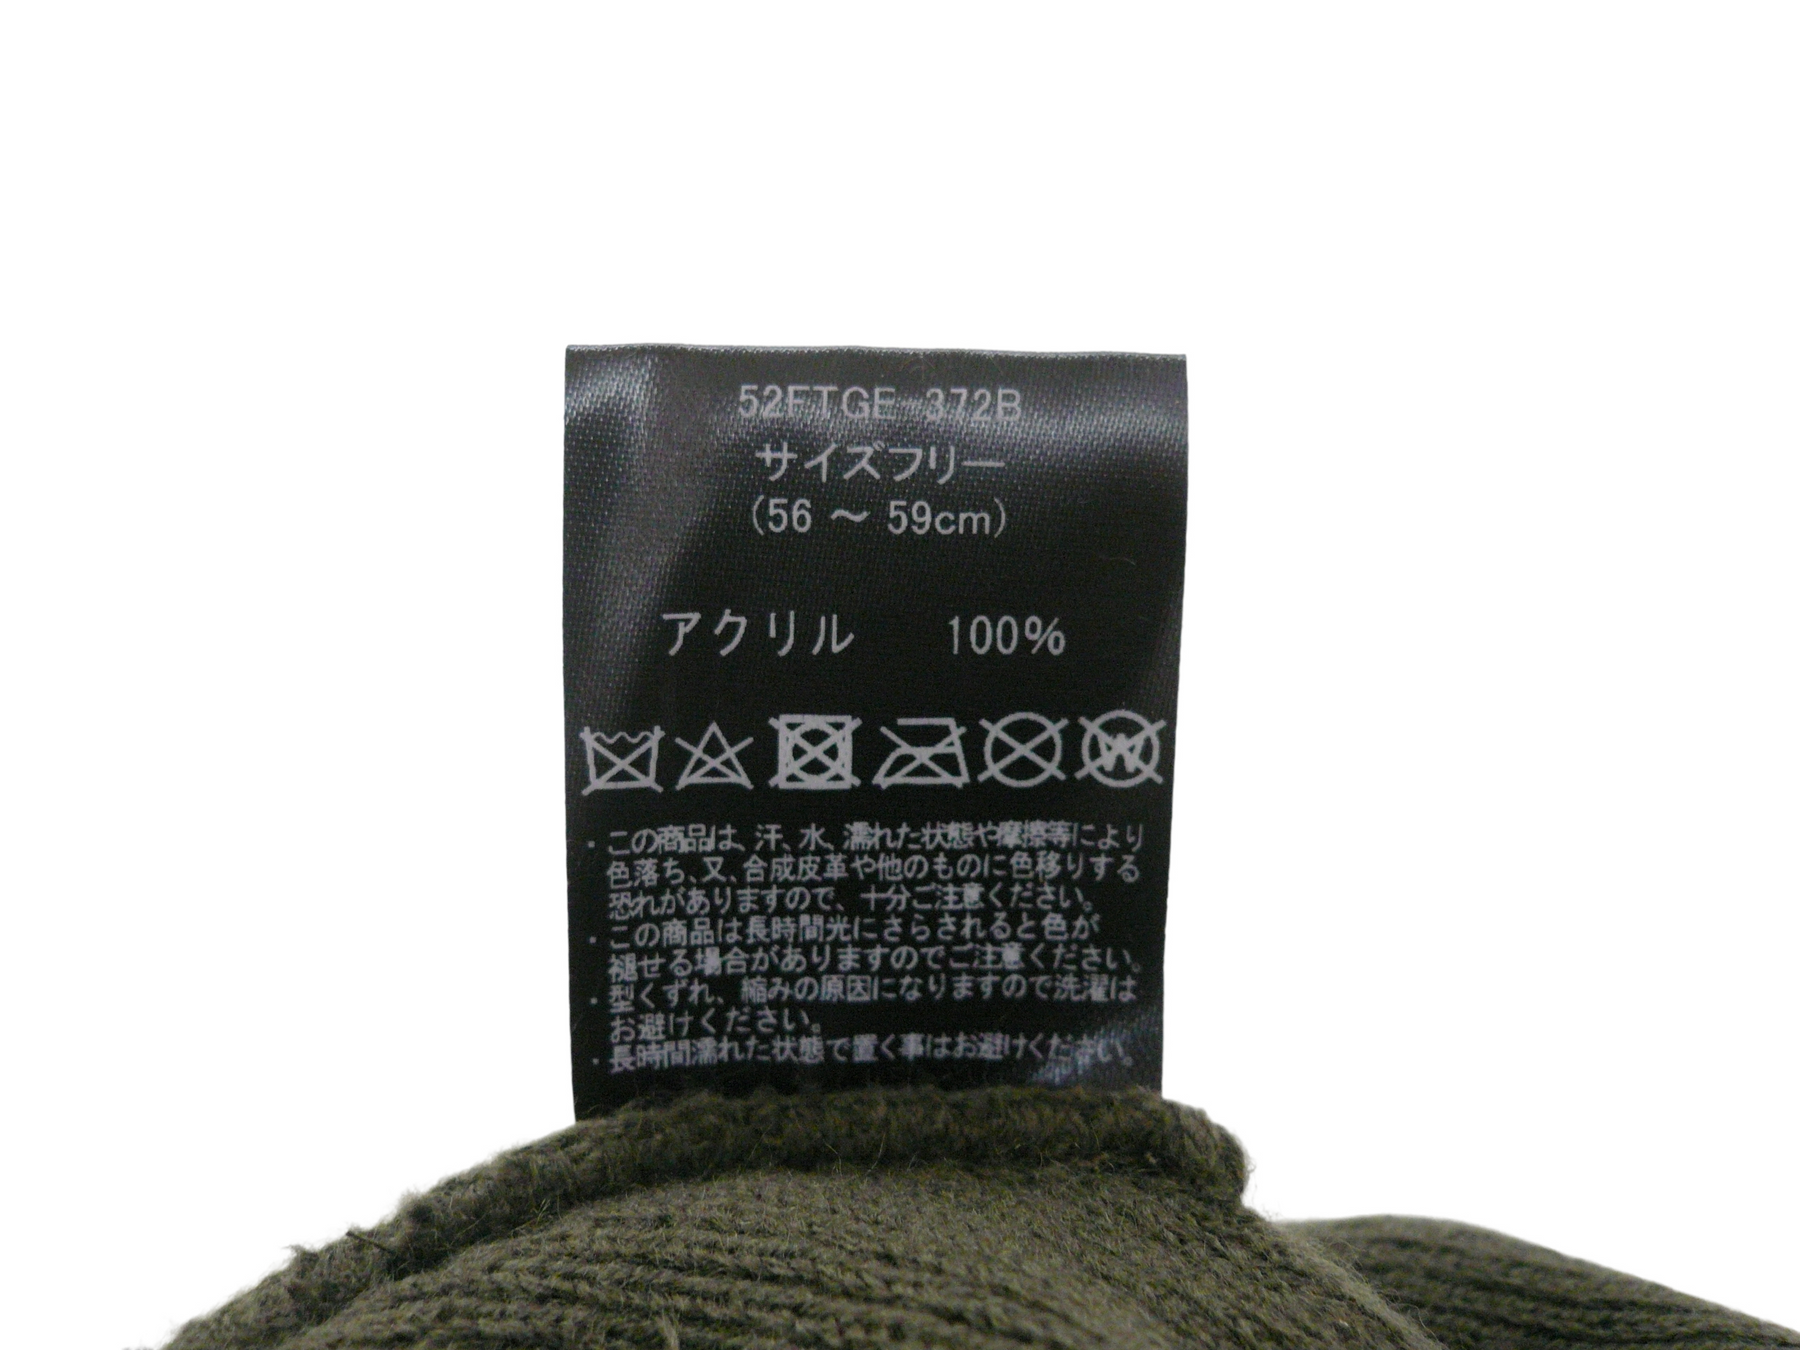 52FTGE-372B
サイズフリー
(56 ～ 59cm)
アクリル 100%
W
・この商品は、汗、水、濡れた状態や摩擦等により
色落ち、又、合成皮革や他のものに色移りする
恐れがありますので、十分ご注意ください。
・この商品は長時間光にさらされると色が
褪せる場合がありますのでご注意ください。
・型くずれ、縮みの原因になりますので洗濯は
お避けください。
・長時間濡れた状態で置く事はお避けください。